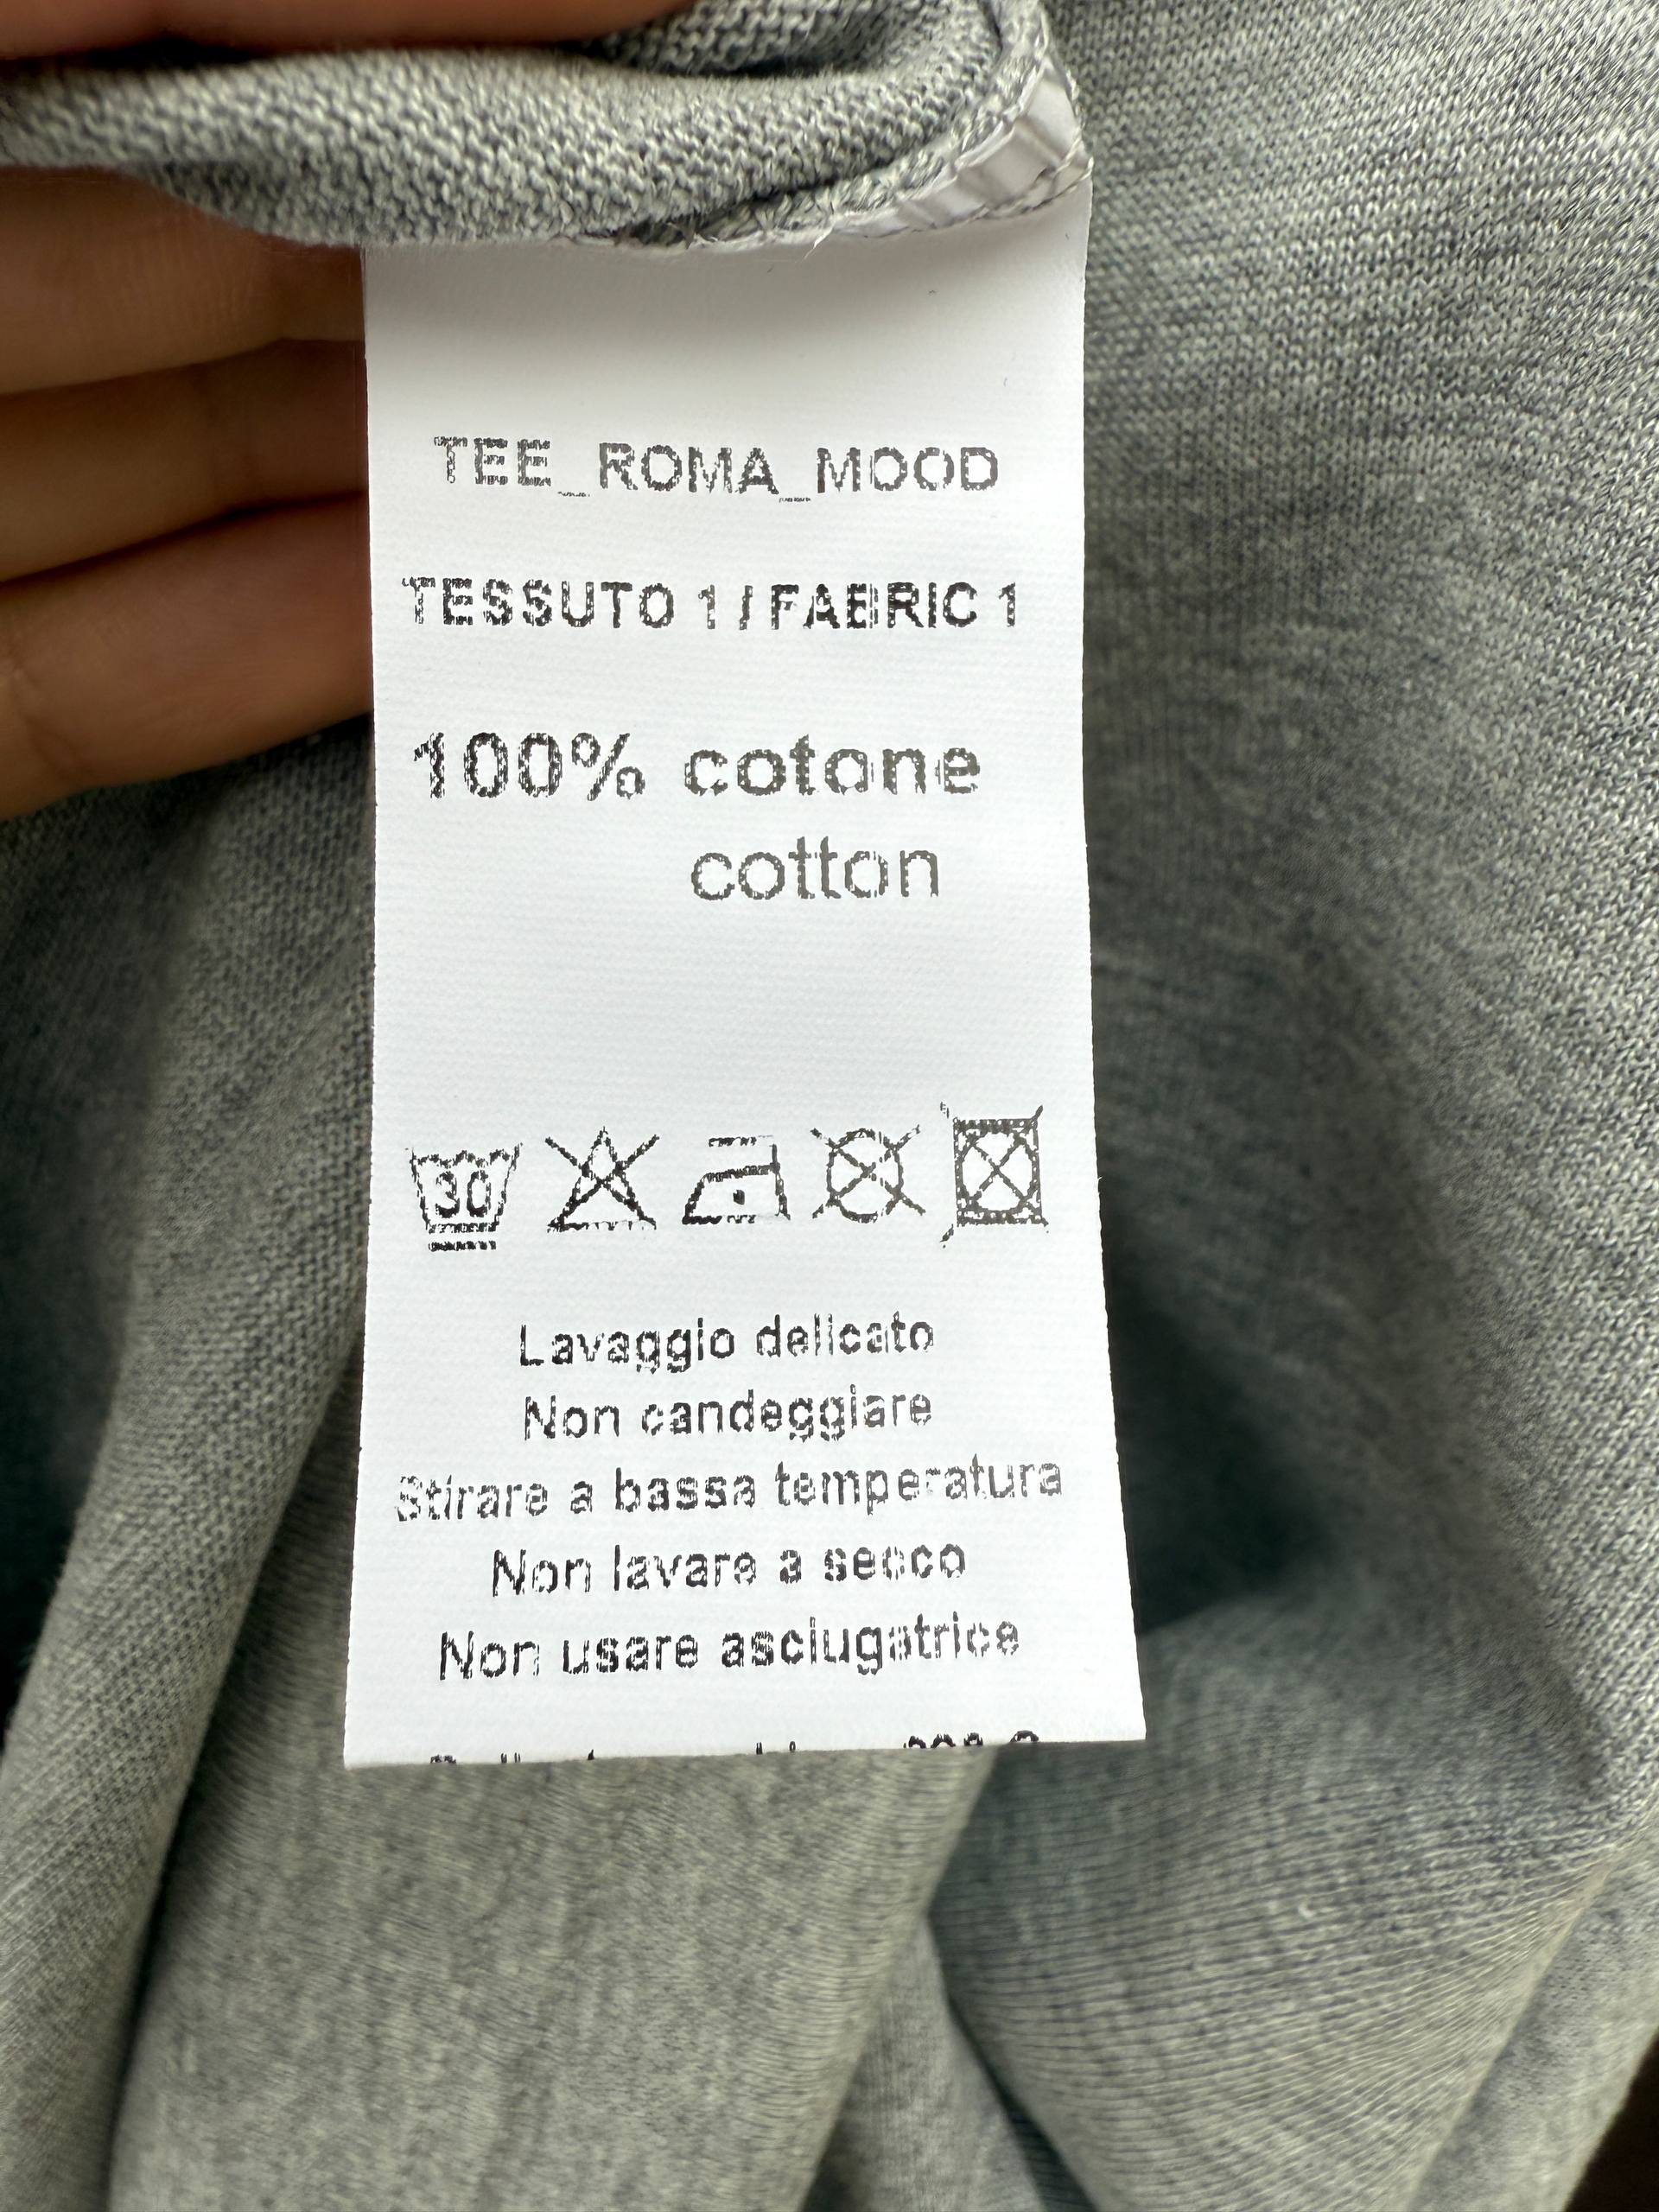 TEE_ROMA_MOOD
TESSUTO 1 / FABRIC 1
100% cotone
cotton
30
Lavaggio delicato
Non candeggiare
Stirare a bassa temperatura
Non lavare a secco
Non usare asciugatrice